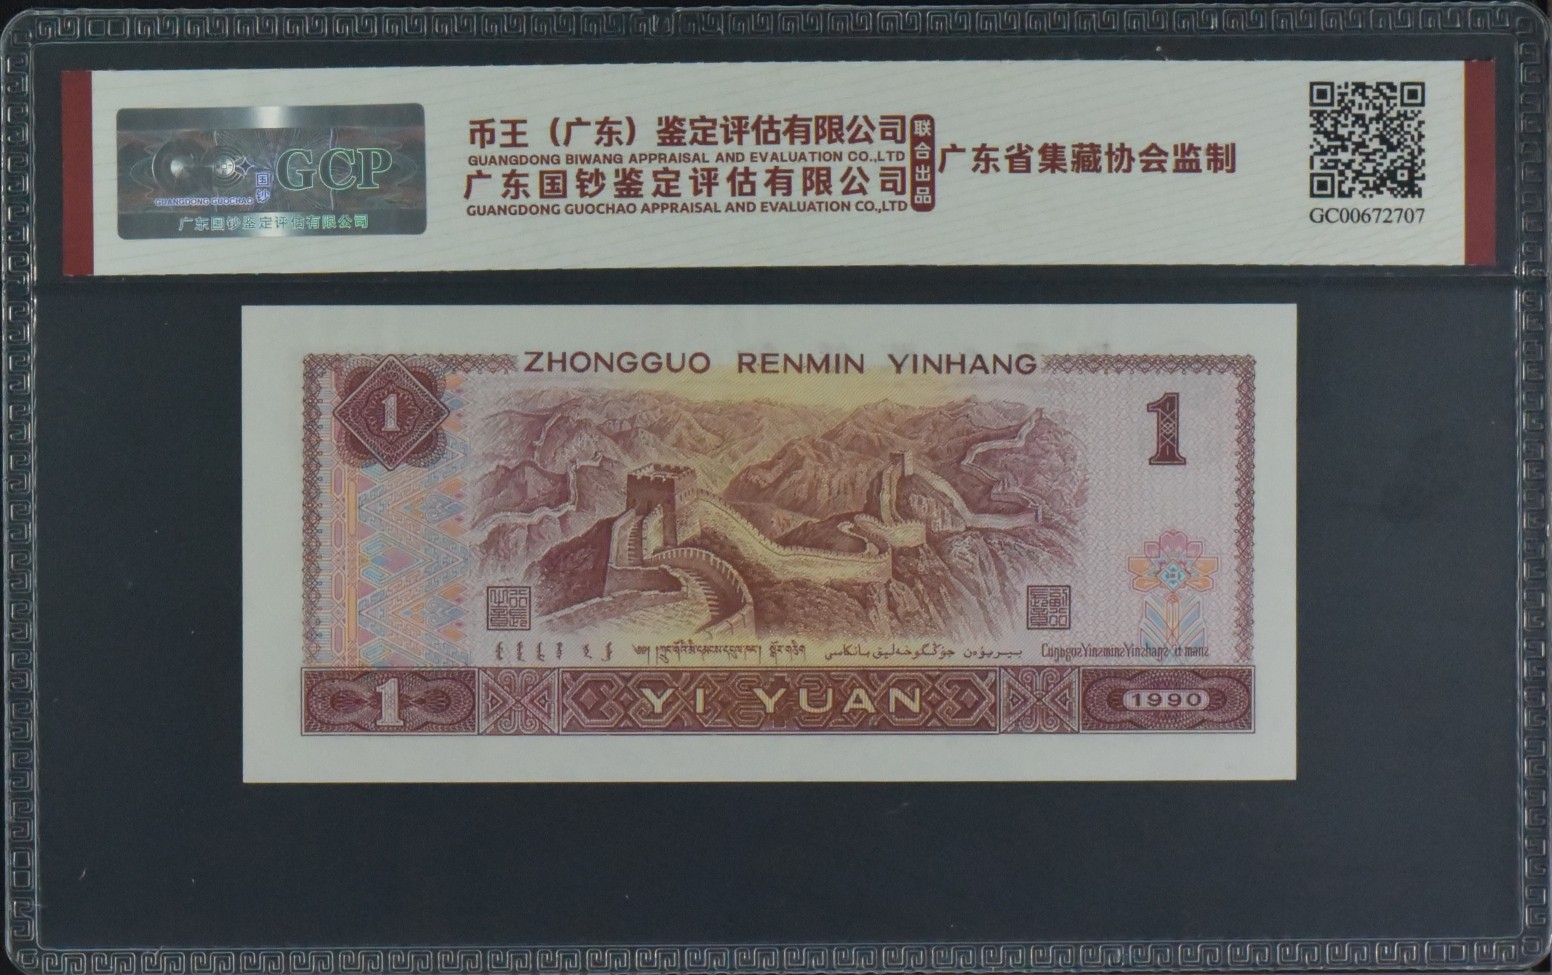 GCP
国钞
GUANGDONG GUOCHAO
广东国钞鉴定评估有限公司
币王（广东）鉴定评估有限公司
GUANGDONG BIWANG APPRAISAL AND EVALUATION CO.,LTD
广东国钞鉴定评估有限公司
GUANGDONG GUOCHAO APPRAISAL AND EVALUATION CO.,LTD
联合出品
广东省集藏协会监制
GC00672707
ZHONGGUO RENMIN YINHANG
1
1
1
YI YUAN
1990